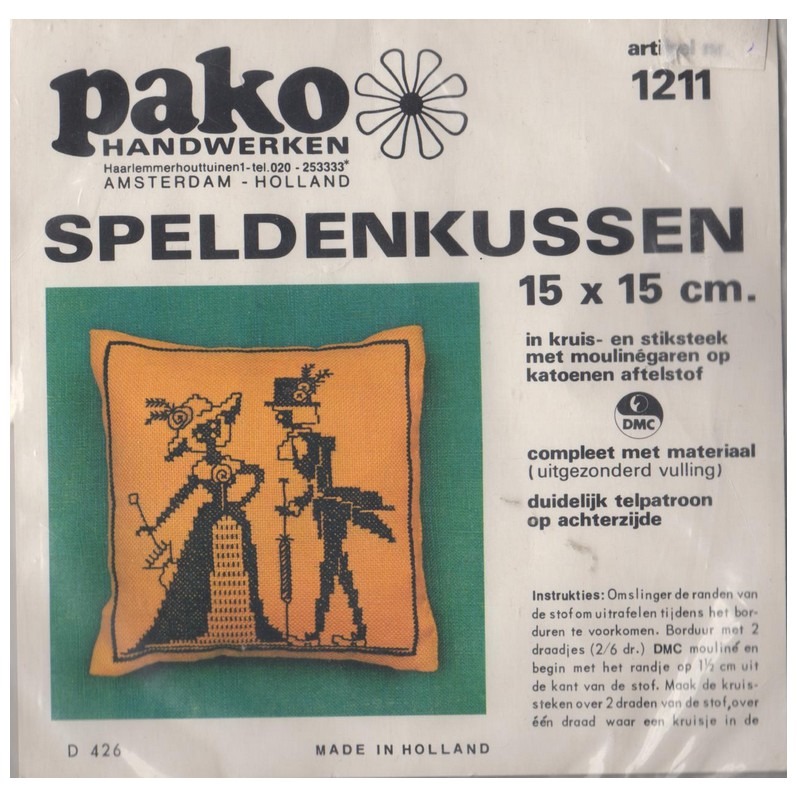 pako
HANDWERKEN
Haarlemmerhouttuinen1-tel.020 - 253333*
AMSTERDAM - HOLLAND
artikel nr.
1211
SPELDENKUSSEN
15 x 15 cm.
in kruis- en stiksteek
met moulinégaren op
katoenen aftelstof
DMC
compleet met materiaal
(uitgezonderd vulling)
duidelijk telpatroon
op achterzijde
Instrukties: Omslinger de randen van
de stof om uitrafelen tijdens het bor-
duren te voorkomen. Borduur met 2
draadjes (2/6 dr.) DMC mouliné en
begin met het randje op 1½ cm uit
de kant van de stof. Maak de kruis-
steken over 2 draden van de stof, over
één draad waar een kruisje in de
D 426
MADE IN HOLLAND